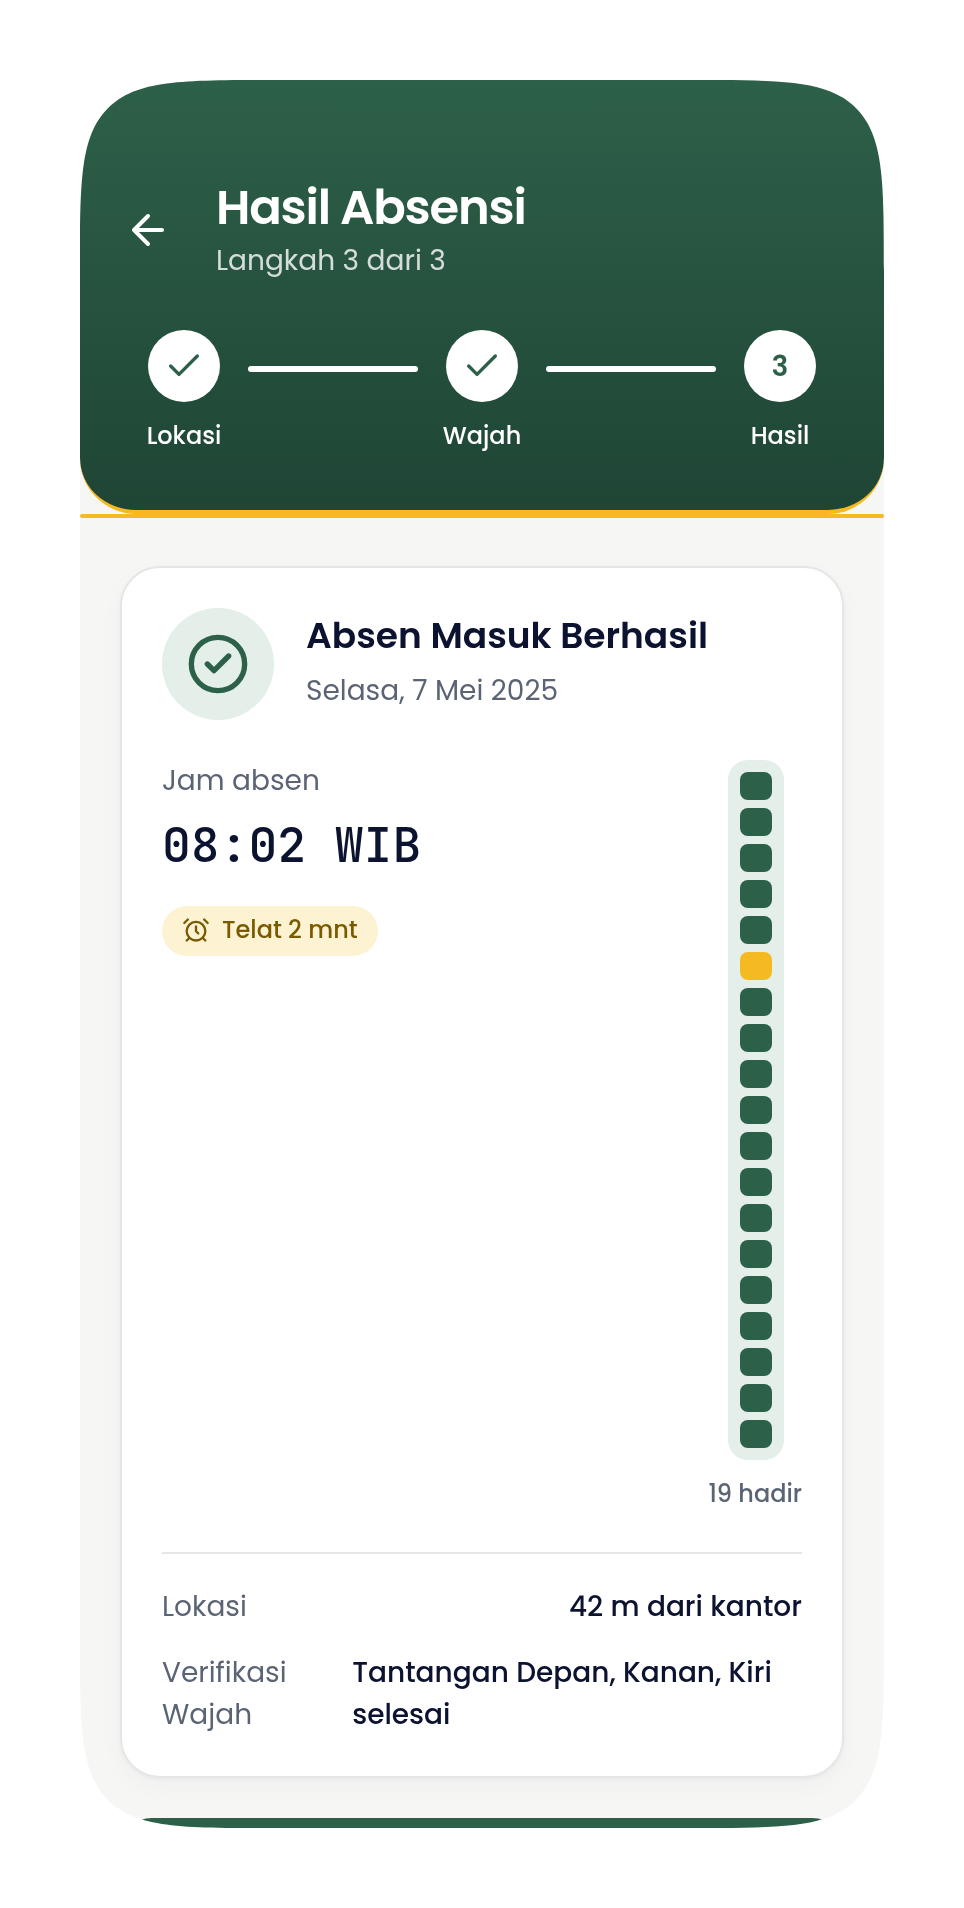 Hasil Absensi
Langkah 3 dari 3
3
Lokasi
Wajah
Hasil
Absen Masuk Berhasil
Selasa, 7 Mei 2025
Jam absen
08:02 WIB
Telat 2 mnt
19 hadir
Lokasi
42 m dari kantor
Verifikasi
Wajah
Tantangan Depan, Kanan, Kiri
selesai